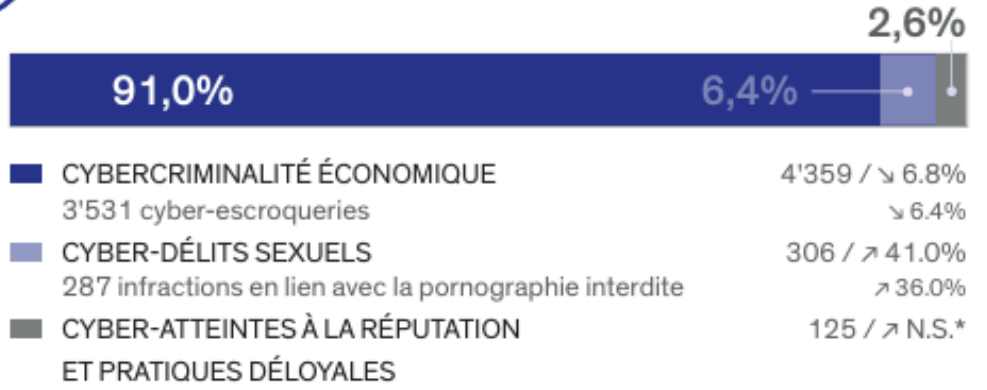 2,6%
91,0% 6,4%
CYBERCRIMINALITÉ ÉCONOMIQUE 4'359 / ↘ 6.8%
3'531 cyber-escroqueries ↘ 6.4%
CYBER-DÉLITS SEXUELS 306 / ↗ 41.0%
287 infractions en lien avec la pornographie interdite ↗ 36.0%
CYBER-ATTEINTES À LA RÉPUTATION 125 / ↗ N.S.*
ET PRATIQUES DÉLOYALES